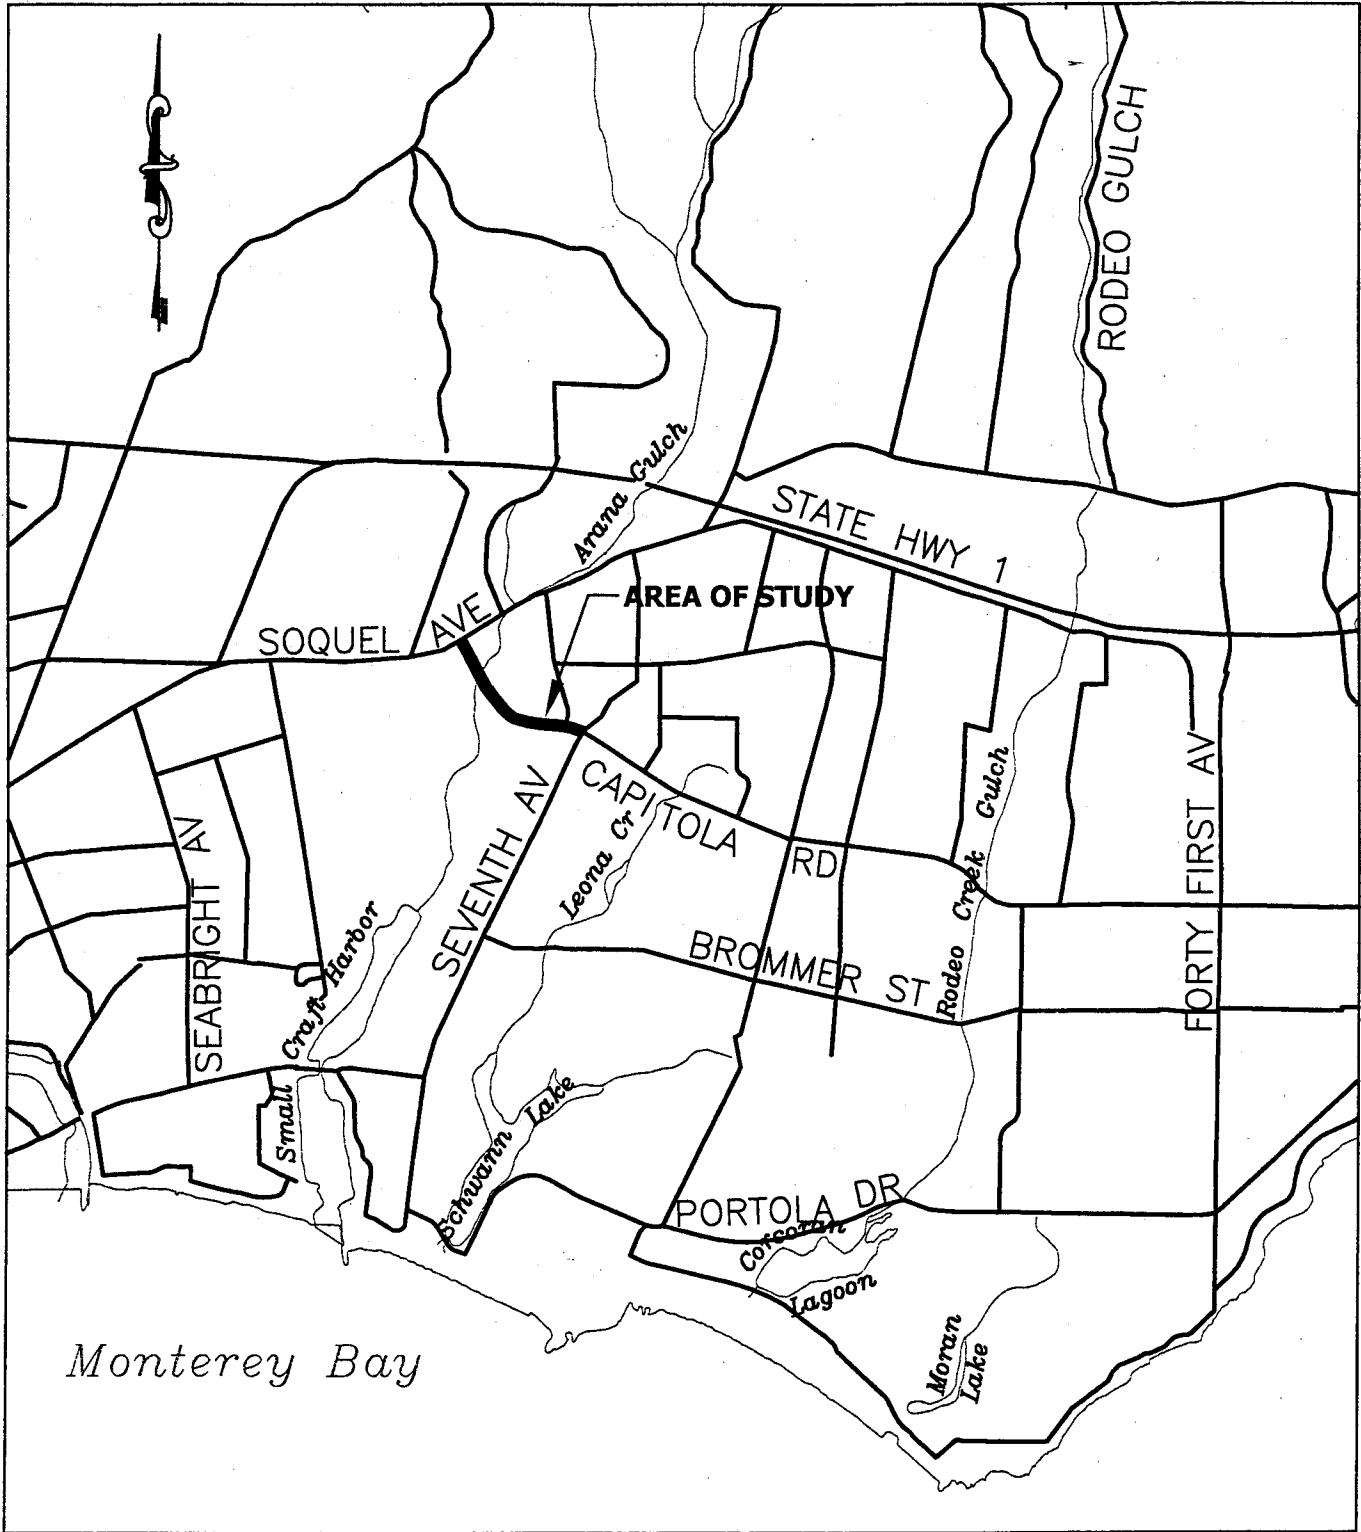 RODEO GULCH
Arana Gulch
STATE HWY 1
AREA OF STUDY
SOQUEL AVE
SEVENTH AV
CAPITOLA RD
Leona Cr
Rodeo Creek Gulch
FORTY FIRST AV
SEABRIGHT AV
BROMMER ST
Small Craft Harbor
Schwann Lake
PORTOLA DR
Corcoran
Lagoon
Moran
Lake
Monterey Bay